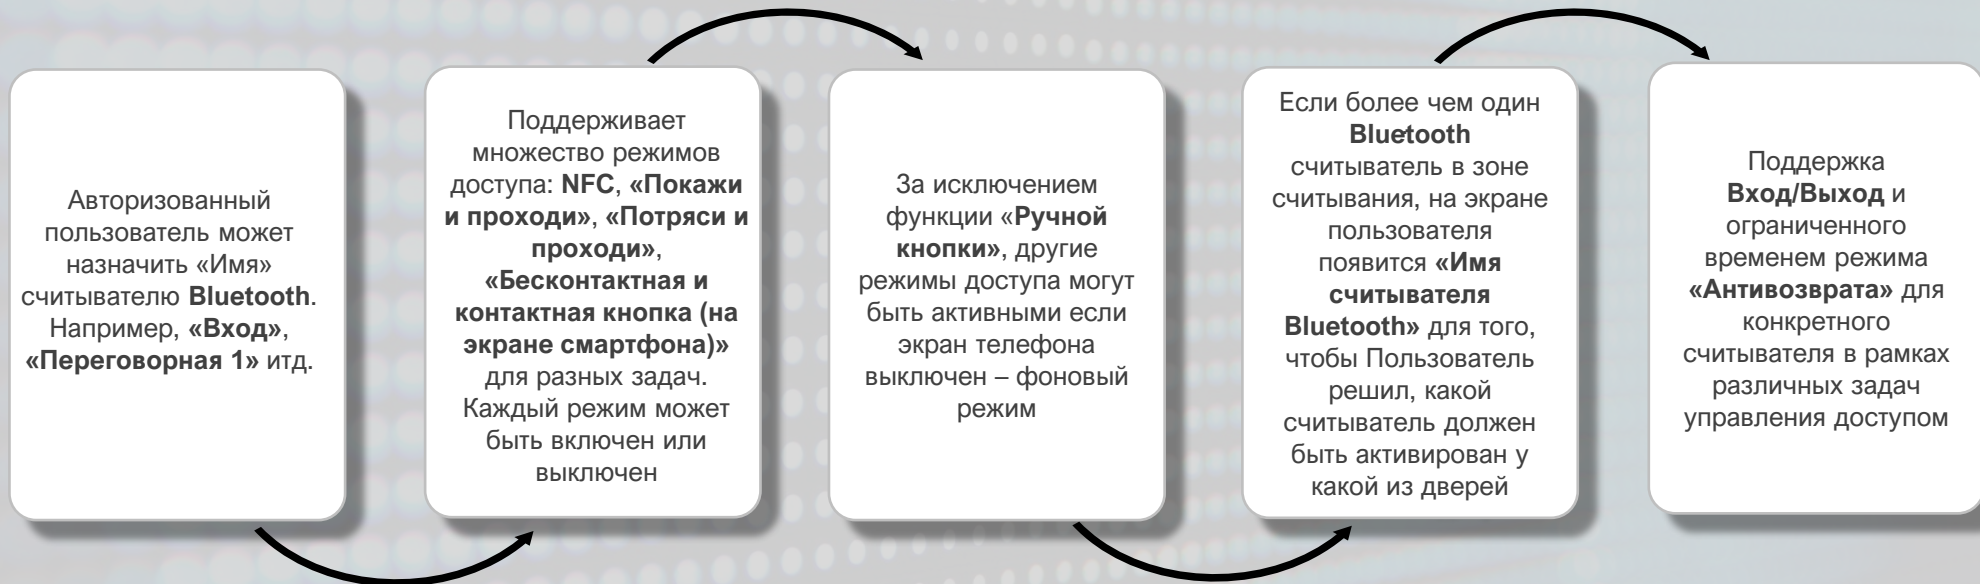 Авторизованный
пользователь может
назначить «Имя»
считывателю Bluetooth.
Например, «Вход»,
«Переговорная 1» итд.
Поддерживает
множество режимов
доступа: NFC, «Покажи
и проходи», «Потряси и
проходи»,
«Бесконтактная и
контактная кнопка (на
экране смартфона)»
для разных задач.
Каждый режим может
быть включен или
выключен
За исключением
функции «Ручной
кнопки», другие
режимы доступа могут
быть активными если
экран телефона
выключен – фоновый
режим
Если более чем один
Bluetooth
считыватель в зоне
считывания, на экране
пользователя
появится «Имя
считывателя
Bluetooth» для того,
чтобы Пользователь
решил, какой
считыватель должен
быть активирован у
какой из дверей
Поддержка
Вход/Выход и
ограниченного
временем режима
«Антивозврата» для
конкретного
считывателя в рамках
различных задач
управления доступом